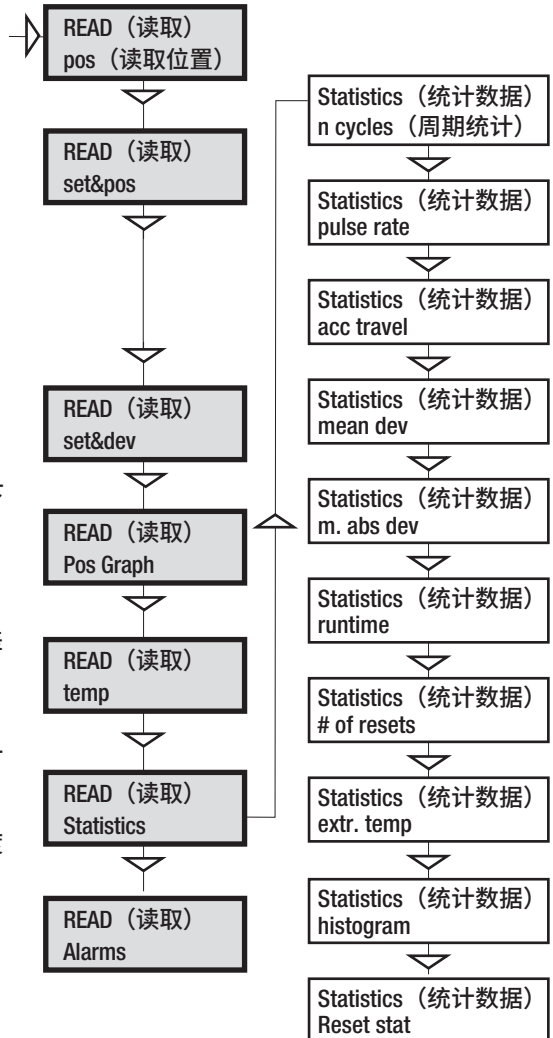 READ（读取）
pos（读取位置）
READ（读取）
set&pos
READ（读取）
set&dev
READ（读取）
Pos Graph
READ（读取）
temp
READ（读取）
Statistics
READ（读取）
Alarms
Statistics（统计数据）
n cycles（周期统计）
Statistics（统计数据）
pulse rate
Statistics（统计数据）
acc travel
Statistics（统计数据）
mean dev
Statistics（统计数据）
m. abs dev
Statistics（统计数据）
runtime
Statistics（统计数据）
# of resets
Statistics（统计数据）
extr. temp
Statistics（统计数据）
histogram
Statistics（统计数据）
Reset stat